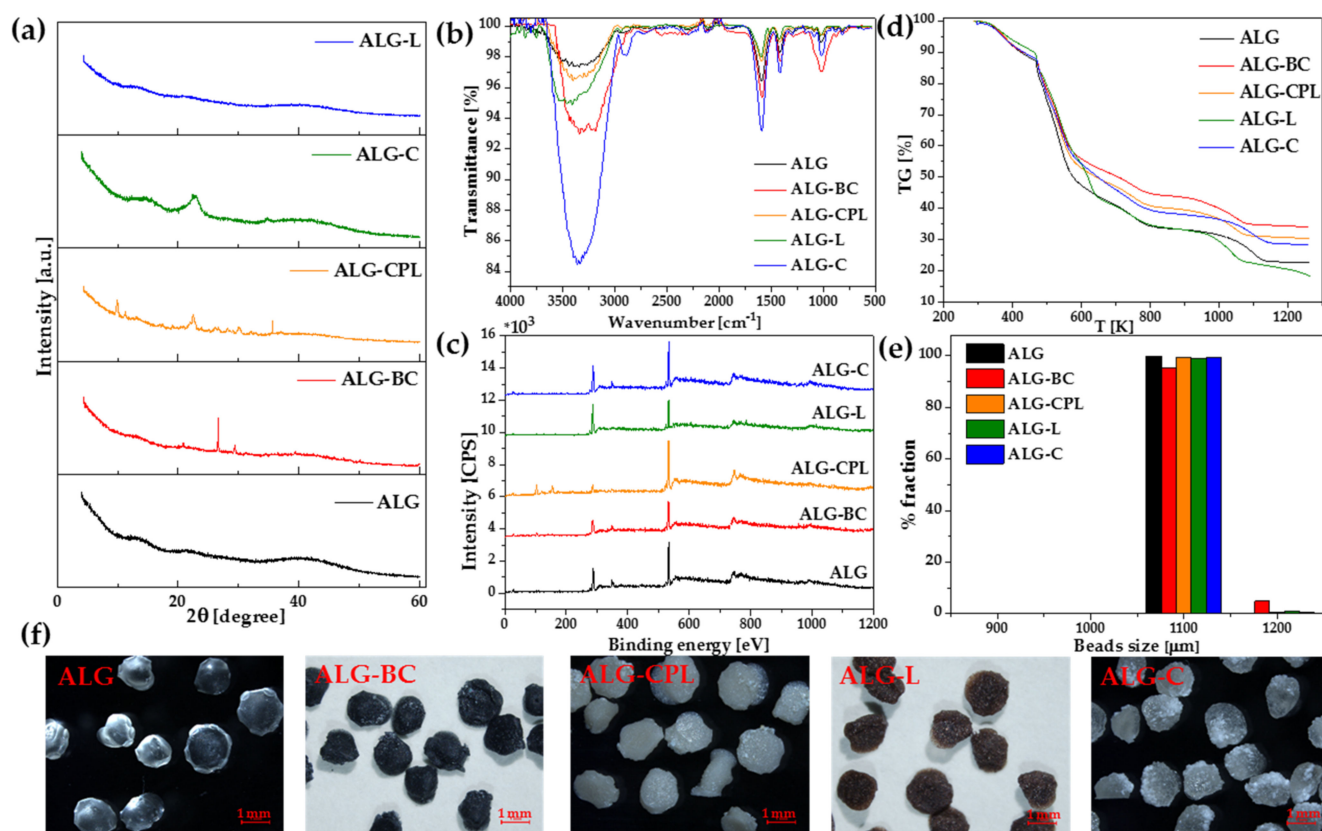 (a)
ALG-L
ALG-C
ALG-CPL
ALG-BC
ALG
Intensity [a.u.]
0 20 40 60
2θ [degree]
(b)
100
98
96
94
92
90
88
86
84
Transmittance [%]
ALG
ALG-BC
ALG-CPL
ALG-L
ALG-C
4000 3500 3000 2500 2000 1500 1000 500
Wavenumber [cm⁻¹]
(c)
16 *10³
14
12
10
8
6
4
2
0
Intensity [CPS]
ALG-C
ALG-L
ALG-CPL
ALG-BC
ALG
0 200 400 600 800 1000 1200
Binding energy [eV]
(d)
100
90
80
70
60
50
40
30
20
10
TG [%]
ALG
ALG-BC
ALG-CPL
ALG-L
ALG-C
200 400 600 800 1000 1200
T [K]
(e)
100
80
60
40
20
0
% fraction
ALG
ALG-BC
ALG-CPL
ALG-L
ALG-C
900 1000 1100 1200
Beads size [μm]
(f)
ALG
1 mm
ALG-BC
1 mm
ALG-CPL
1 mm
ALG-L
1 mm
ALG-C
1 mm